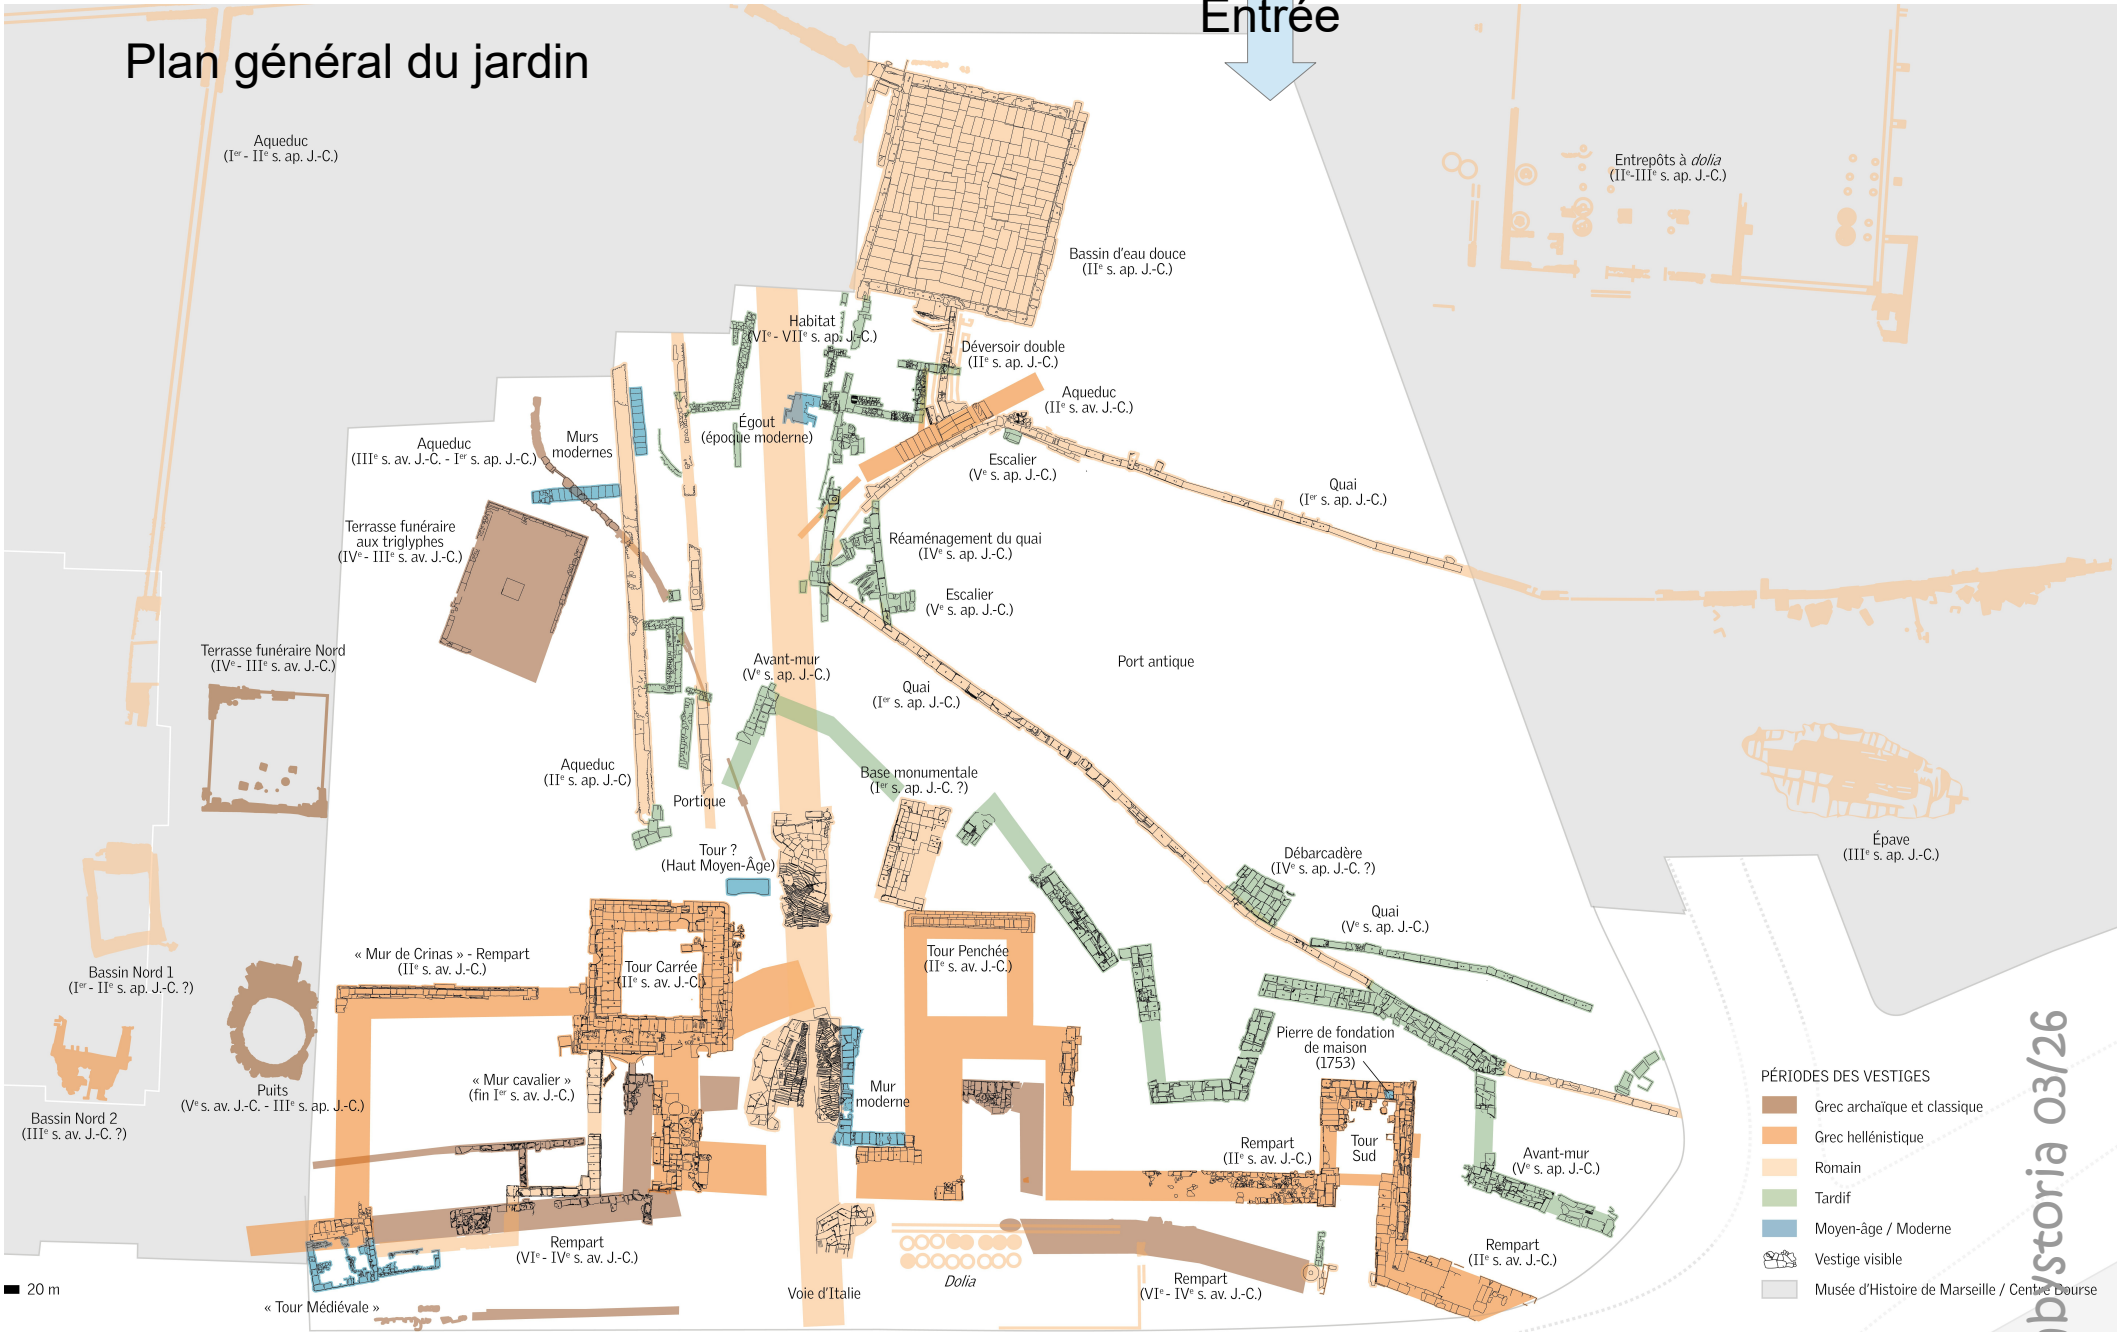 Entrée
Plan général du jardin
Aqueduc
(Ier - IIe s. ap. J.-C.)
Entrepôts à dolia
(IIe-IIIe s. ap. J.-C.)
Bassin d'eau douce
(IIe s. ap. J.-C.)
Habitat
(VIe - VIIe s. ap. J.-C.)
Déversoir double
(IIe s. ap. J.-C.)
Aqueduc
(IIe s. av. J.-C.)
Égout
(époque moderne)
Murs
modernes
Aqueduc
(IIIe s. av. J.-C. - Ier s. ap. J.-C.)
Escalier
(Ve s. ap. J.-C.)
Quai
(Ier s. ap. J.-C.)
Terrasse funéraire
aux triglyphes
(IVe - IIIe s. av. J.-C.)
Réaménagement du quai
(IVe s. ap. J.-C.)
Escalier
(Ve s. ap. J.-C.)
Terrasse funéraire Nord
(IVe - IIIe s. av. J.-C.)
Avant-mur
(Ve s. ap. J.-C.)
Port antique
Quai
(Ier s. ap. J.-C.)
Aqueduc
(IIe s. ap. J.-C)
Base monumentale
(Ier s. ap. J.-C. ?)
Portique
Tour ?
(Haut Moyen-Âge)
Débarcadère
(IVe s. ap. J.-C. ?)
Épave
(IIIe s. ap. J.-C.)
Quai
(Ve s. ap. J.-C.)
« Mur de Crinas » - Rempart
(IIe s. av. J.-C.)
Tour Carrée
(IIe s. av. J.-C.)
Tour Penchée
(IIe s. av. J.-C.)
Bassin Nord 1
(Ier - IIe s. ap. J.-C. ?)
Pierre de fondation
de maison
(1753)
« Mur cavalier »
(fin Ier s. av. J.-C.)
Mur
moderne
Puits
(Ve s. av. J.-C. - IIIe s. ap. J.-C.)
Bassin Nord 2
(IIIe s. av. J.-C. ?)
Rempart
(IIe s. av. J.-C.)
Tour
Sud
Avant-mur
(Ve s. ap. J.-C.)
Rempart
(VIe - IVe s. av. J.-C.)
Rempart
(IIe s. av. J.-C.)
Dolia
Rempart
(VIe - IVe s. av. J.-C.)
Voie d'Italie
« Tour Médiévale »
20 m
PÉRIODES DES VESTIGES
Grec archaïque et classique
Grec hellénistique
Romain
Tardif
Moyen-âge / Moderne
Vestige visible
Musée d'Histoire de Marseille / Centre Bourse
bystoria 03/26